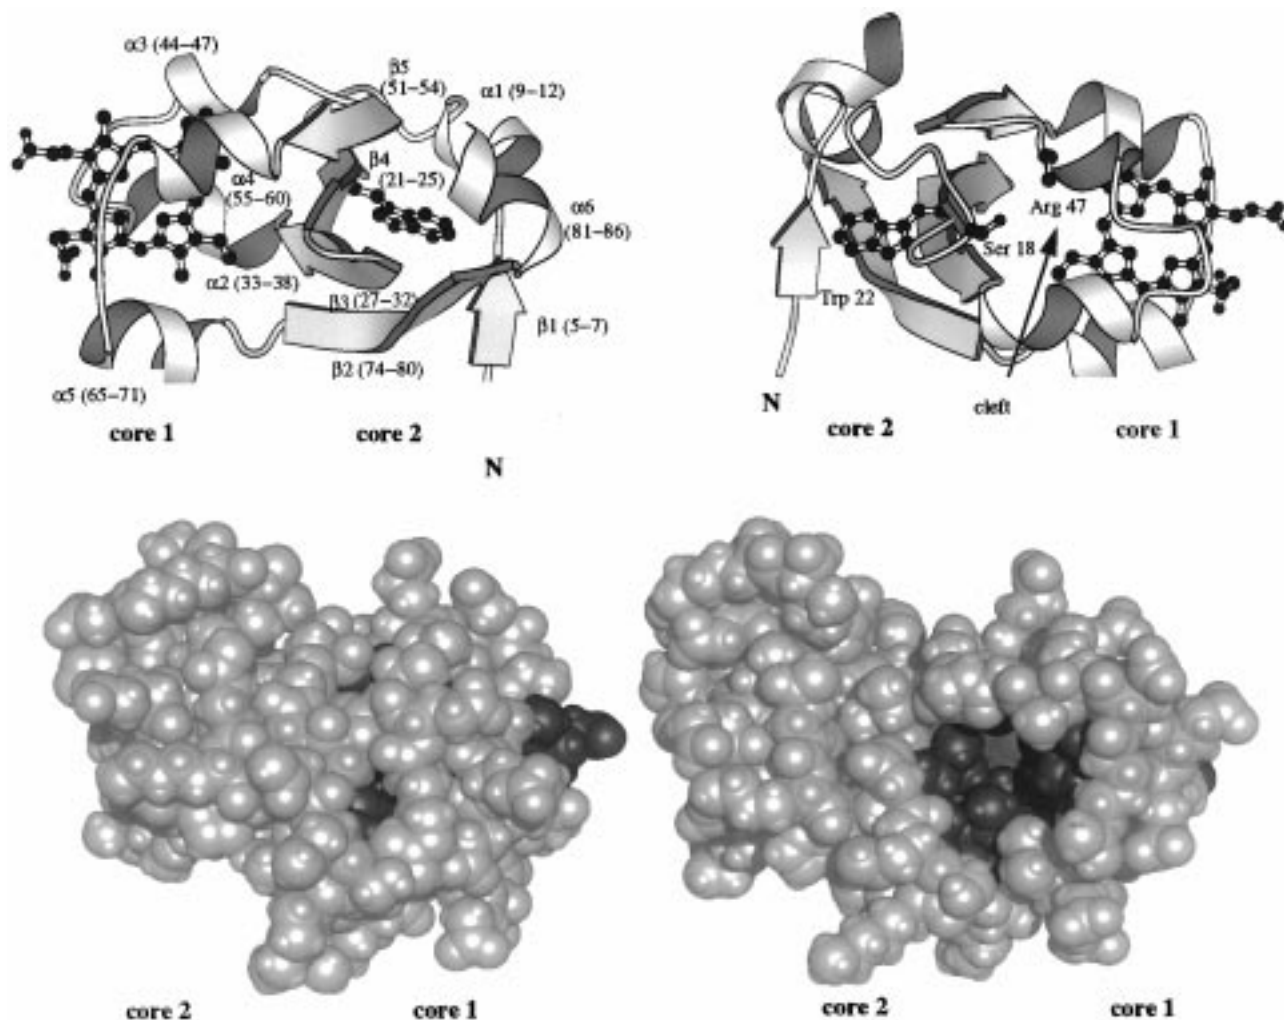 α3 (44–47)
β5
(51–54)
α1 (9–12)
β4
(21–25)
α4
(55–60)
α6
(81–86)
α2 (33–38)
β3 (27–32)
β1 (5–7)
β2 (74–80)
α5 (65–71)
core 1
core 2
N
Arg 47
Ser 18
Trp 22
N
cleft
core 2
core 1
core 2
core 1
core 2
core 1